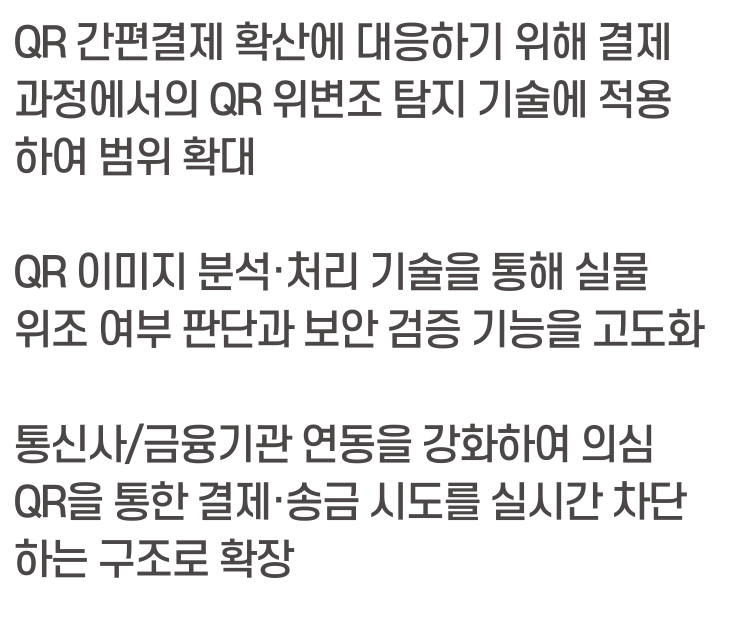 QR 간편결제 확산에 대응하기 위해 결제
과정에서의 QR 위변조 탐지 기술에 적용
하여 범위 확대
QR 이미지 분석·처리 기술을 통해 실물
위조 여부 판단과 보안 검증 기능을 고도화
통신사/금융기관 연동을 강화하여 의심
QR을 통한 결제·송금 시도를 실시간 차단
하는 구조로 확장